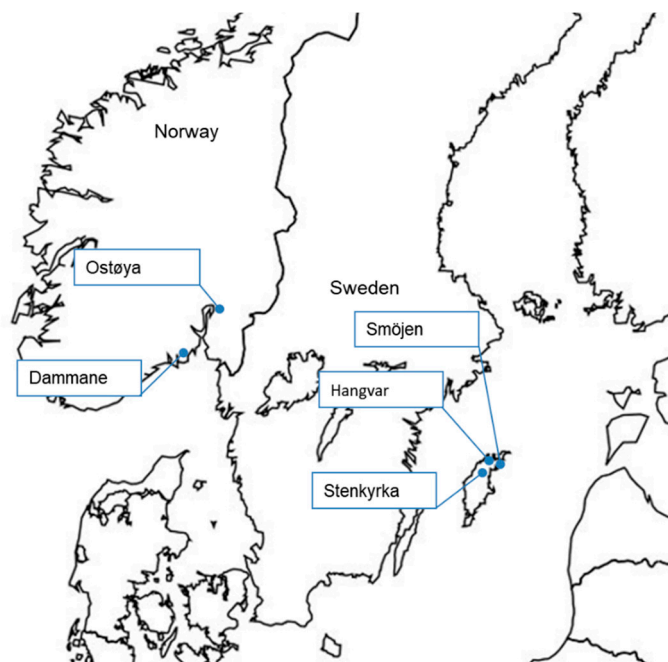 Norway
Ostøya
Sweden
Smöjen
Dammane
Hangvar
Stenkyrka